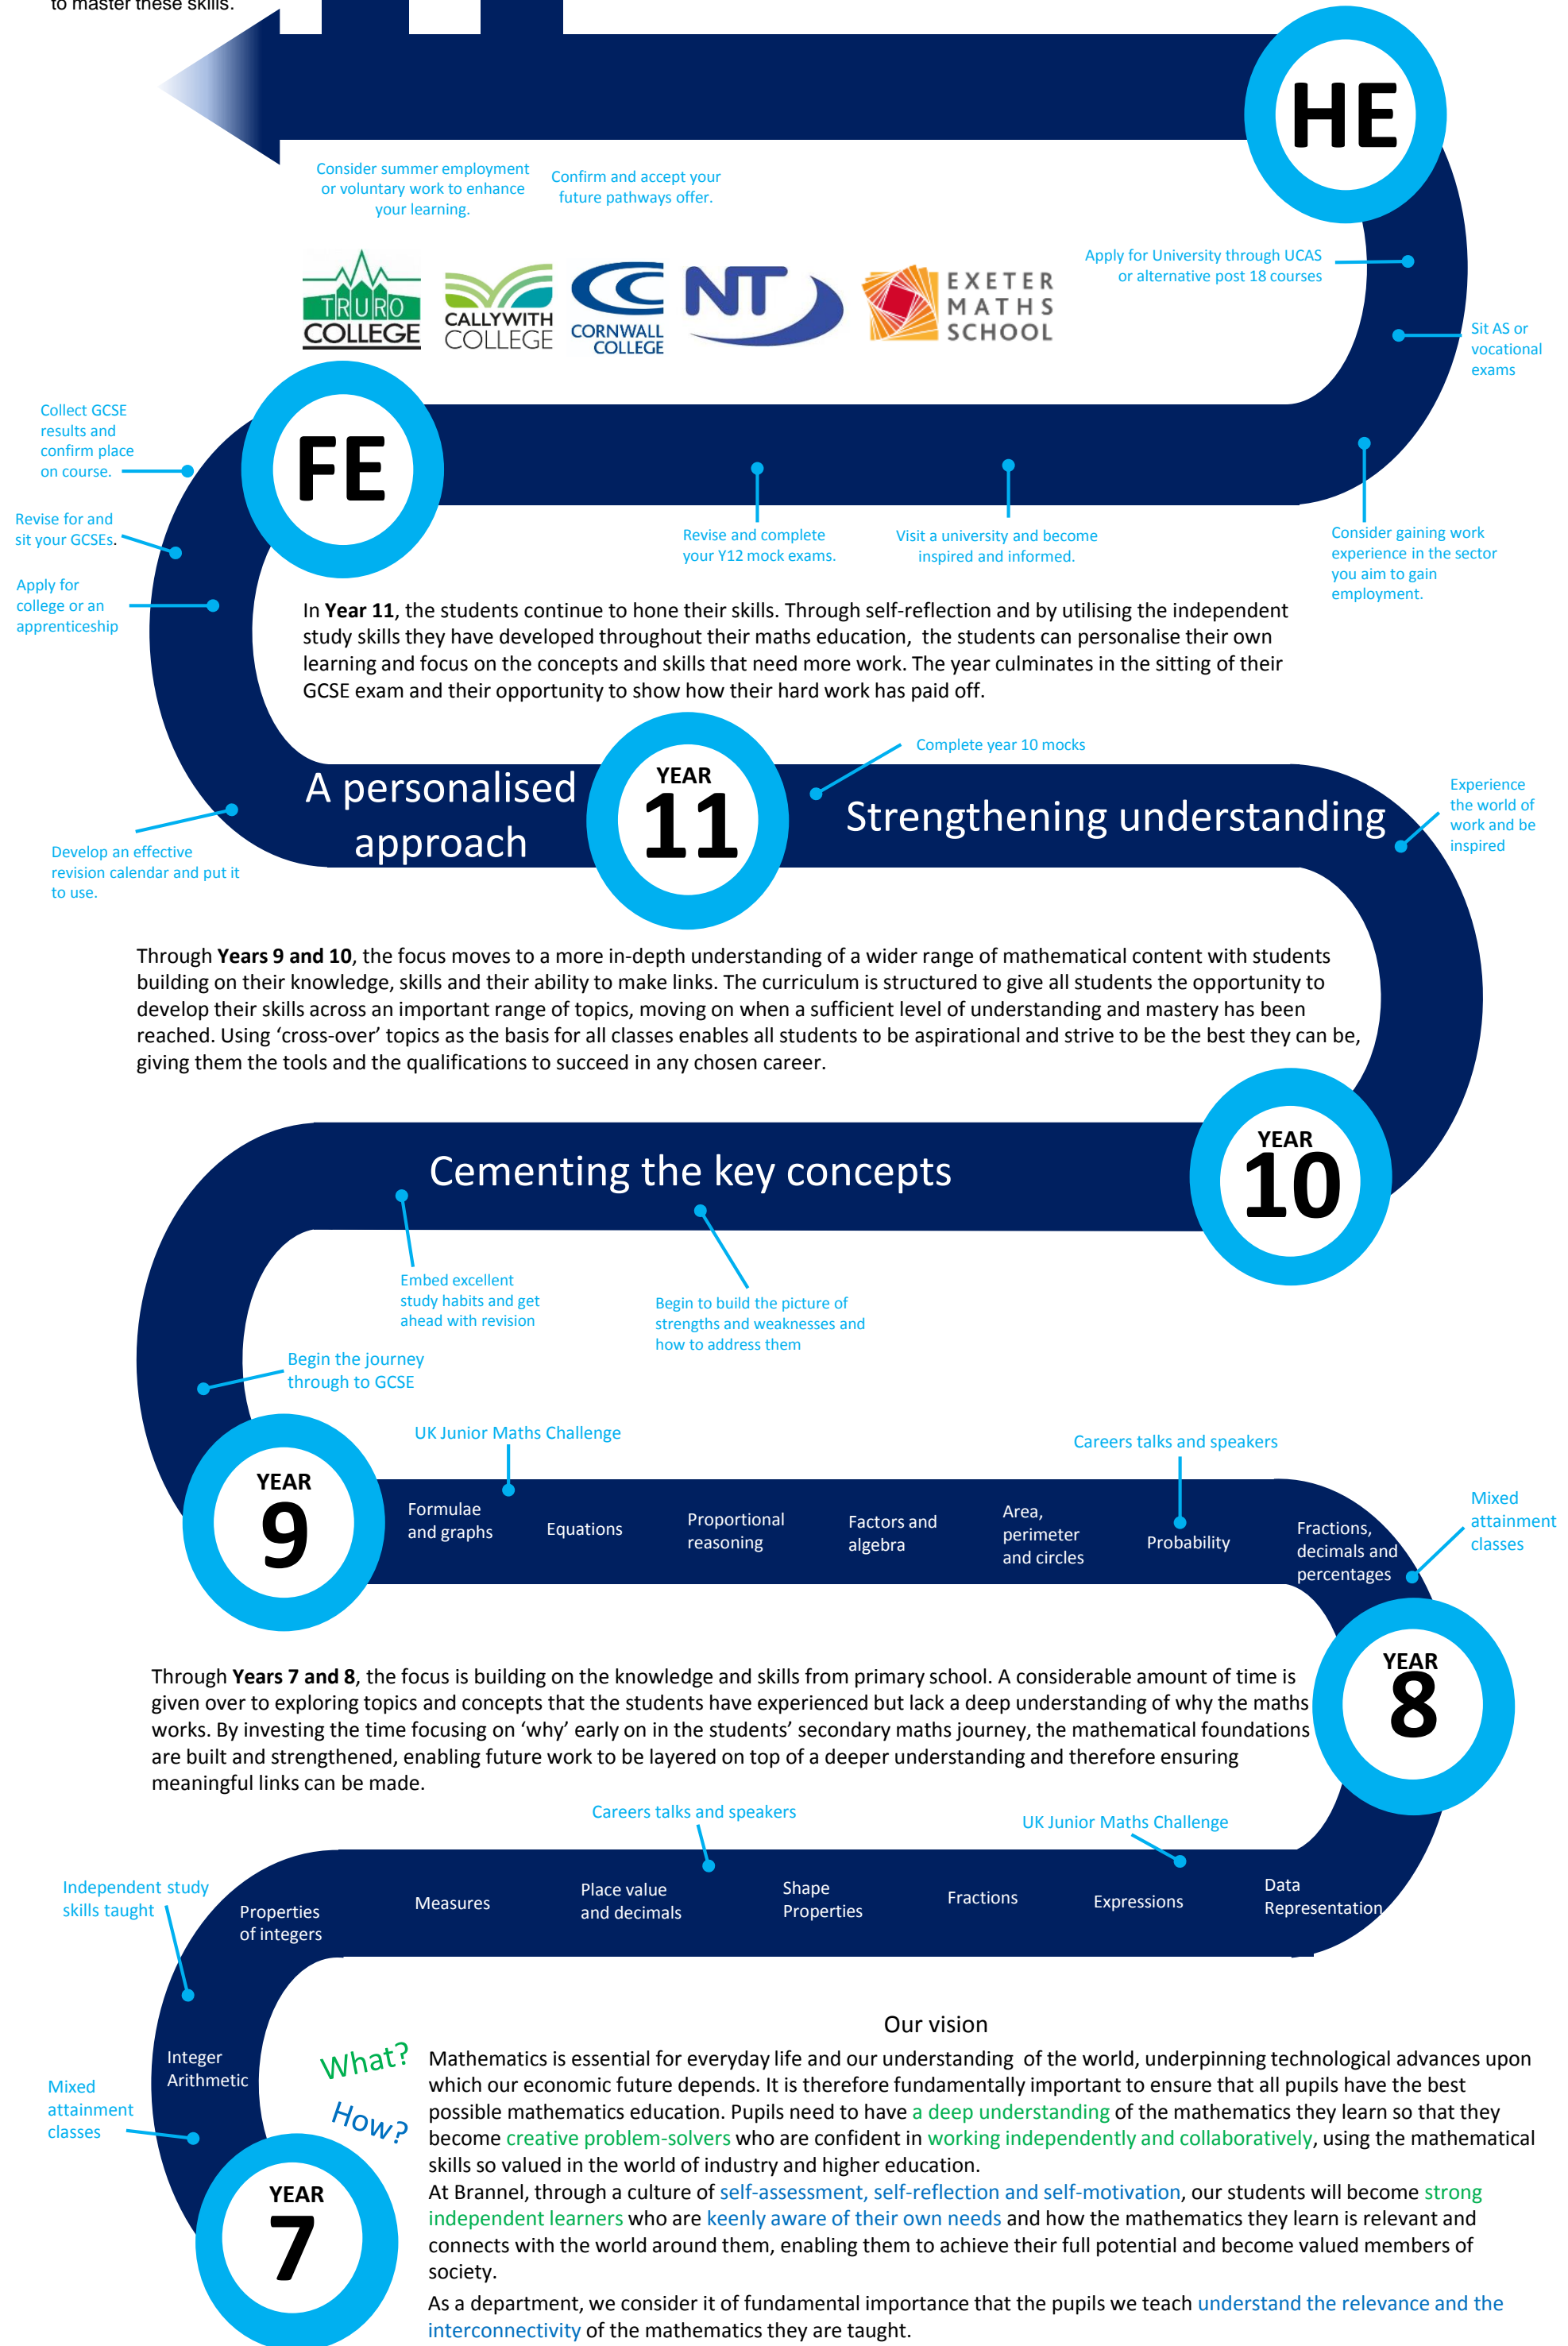 to master these skills.
HE
Consider summer employment
or voluntary work to enhance
your learning.
Confirm and accept your
future pathways offer.
Apply for University through UCAS
or alternative post 18 courses
TRURO
COLLEGE
CALLYWITH
COLLEGE
CORNWALL
COLLEGE
NT
EXETER
MATHS
SCHOOL
Sit AS or
vocational
exams
Collect GCSE
results and
confirm place
on course.
FE
Revise for and
sit your GCSEs.
Revise and complete
your Y12 mock exams.
Visit a university and become
inspired and informed.
Consider gaining work
experience in the sector
you aim to gain
employment.
Apply for
college or an
apprenticeship
In Year 11, the students continue to hone their skills. Through self-reflection and by utilising the independent
study skills they have developed throughout their maths education, the students can personalise their own
learning and focus on the concepts and skills that need more work. The year culminates in the sitting of their
GCSE exam and their opportunity to show how their hard work has paid off.
Complete year 10 mocks
A personalised
approach
YEAR
11
Strengthening understanding
Experience
the world of
work and be
inspired
Develop an effective
revision calendar and put it
to use.
Through Years 9 and 10, the focus moves to a more in-depth understanding of a wider range of mathematical content with students
building on their knowledge, skills and their ability to make links. The curriculum is structured to give all students the opportunity to
develop their skills across an important range of topics, moving on when a sufficient level of understanding and mastery has been
reached. Using ‘cross-over’ topics as the basis for all classes enables all students to be aspirational and strive to be the best they can be,
giving them the tools and the qualifications to succeed in any chosen career.
Cementing the key concepts
YEAR
10
Embed excellent
study habits and get
ahead with revision
Begin to build the picture of
strengths and weaknesses and
how to address them
Begin the journey
through to GCSE
UK Junior Maths Challenge
Careers talks and speakers
YEAR
9
Formulae
and graphs
Equations
Proportional
reasoning
Factors and
algebra
Area,
perimeter
and circles
Probability
Fractions,
decimals and
percentages
Mixed
attainment
classes
Through Years 7 and 8, the focus is building on the knowledge and skills from primary school. A considerable amount of time is
given over to exploring topics and concepts that the students have experienced but lack a deep understanding of why the maths
works. By investing the time focusing on ‘why’ early on in the students’ secondary maths journey, the mathematical foundations
are built and strengthened, enabling future work to be layered on top of a deeper understanding and therefore ensuring
meaningful links can be made.
YEAR
8
Careers talks and speakers
UK Junior Maths Challenge
Independent study
skills taught
Properties
of integers
Measures
Place value
and decimals
Shape
Properties
Fractions
Expressions
Data
Representation
Integer
Arithmetic
Mixed
attainment
classes
YEAR
7
What?
How?
Our vision
Mathematics is essential for everyday life and our understanding of the world, underpinning technological advances upon
which our economic future depends. It is therefore fundamentally important to ensure that all pupils have the best
possible mathematics education. Pupils need to have a deep understanding of the mathematics they learn so that they
become creative problem-solvers who are confident in working independently and collaboratively, using the mathematical
skills so valued in the world of industry and higher education.
At Brannel, through a culture of self-assessment, self-reflection and self-motivation, our students will become strong
independent learners who are keenly aware of their own needs and how the mathematics they learn is relevant and
connects with the world around them, enabling them to achieve their full potential and become valued members of
society.
As a department, we consider it of fundamental importance that the pupils we teach understand the relevance and the
interconnectivity of the mathematics they are taught.